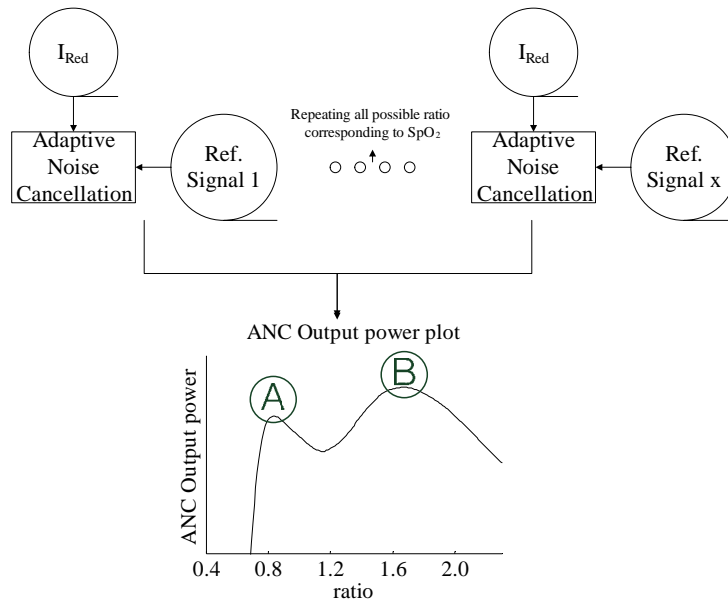 I_Red
I_Red
Adaptive
Noise
Cancellation
Ref.
Signal 1
Repeating all possible ratio
corresponding to SpO₂
Adaptive
Noise
Cancellation
Ref.
Signal x
ANC Output power plot
A
B
ANC Output power
0.4 0.8 1.2 1.6 2.0
ratio